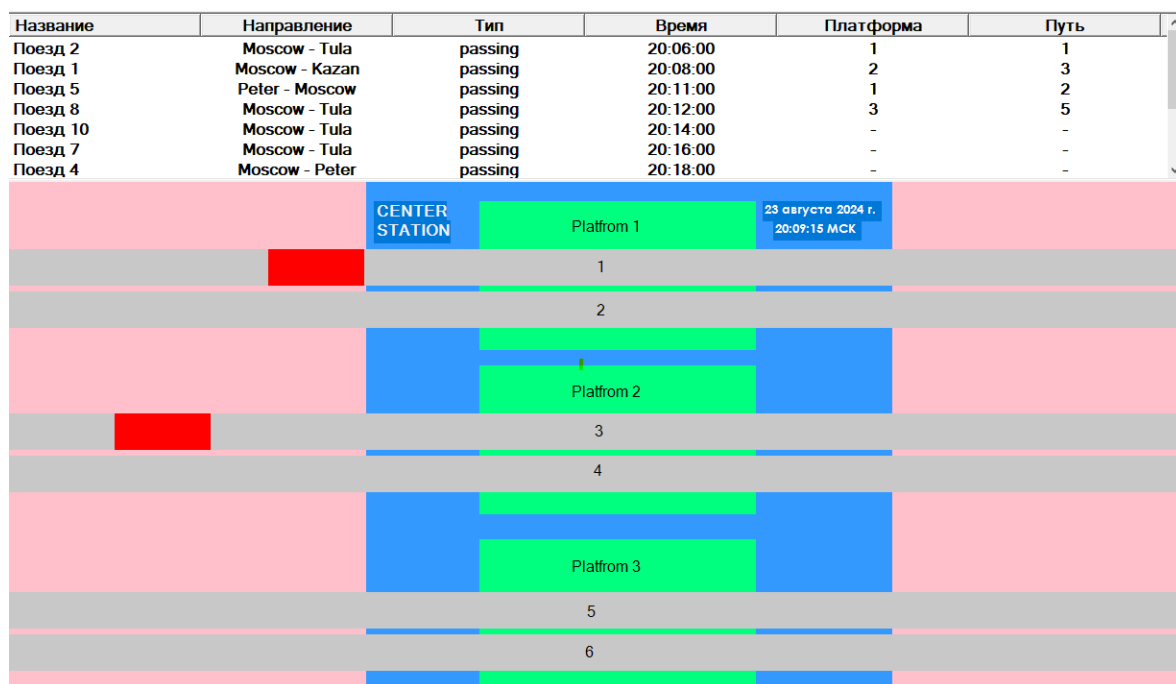 Название Направление Тип Время Платформа Путь
Поезд 2 Moscow - Tula passing 20:06:00 1 1
Поезд 1 Moscow - Kazan passing 20:08:00 2 3
Поезд 5 Peter - Moscow passing 20:11:00 1 2
Поезд 8 Moscow - Tula passing 20:12:00 3 5
Поезд 10 Moscow - Tula passing 20:14:00 - -
Поезд 7 Moscow - Tula passing 20:16:00 - -
Поезд 4 Moscow - Peter passing 20:18:00 - -
CENTER
STATION
Platfrom 1
23 августа 2024 г.
20:09:15 МСК
1
2
Platfrom 2
3
4
Platfrom 3
5
6